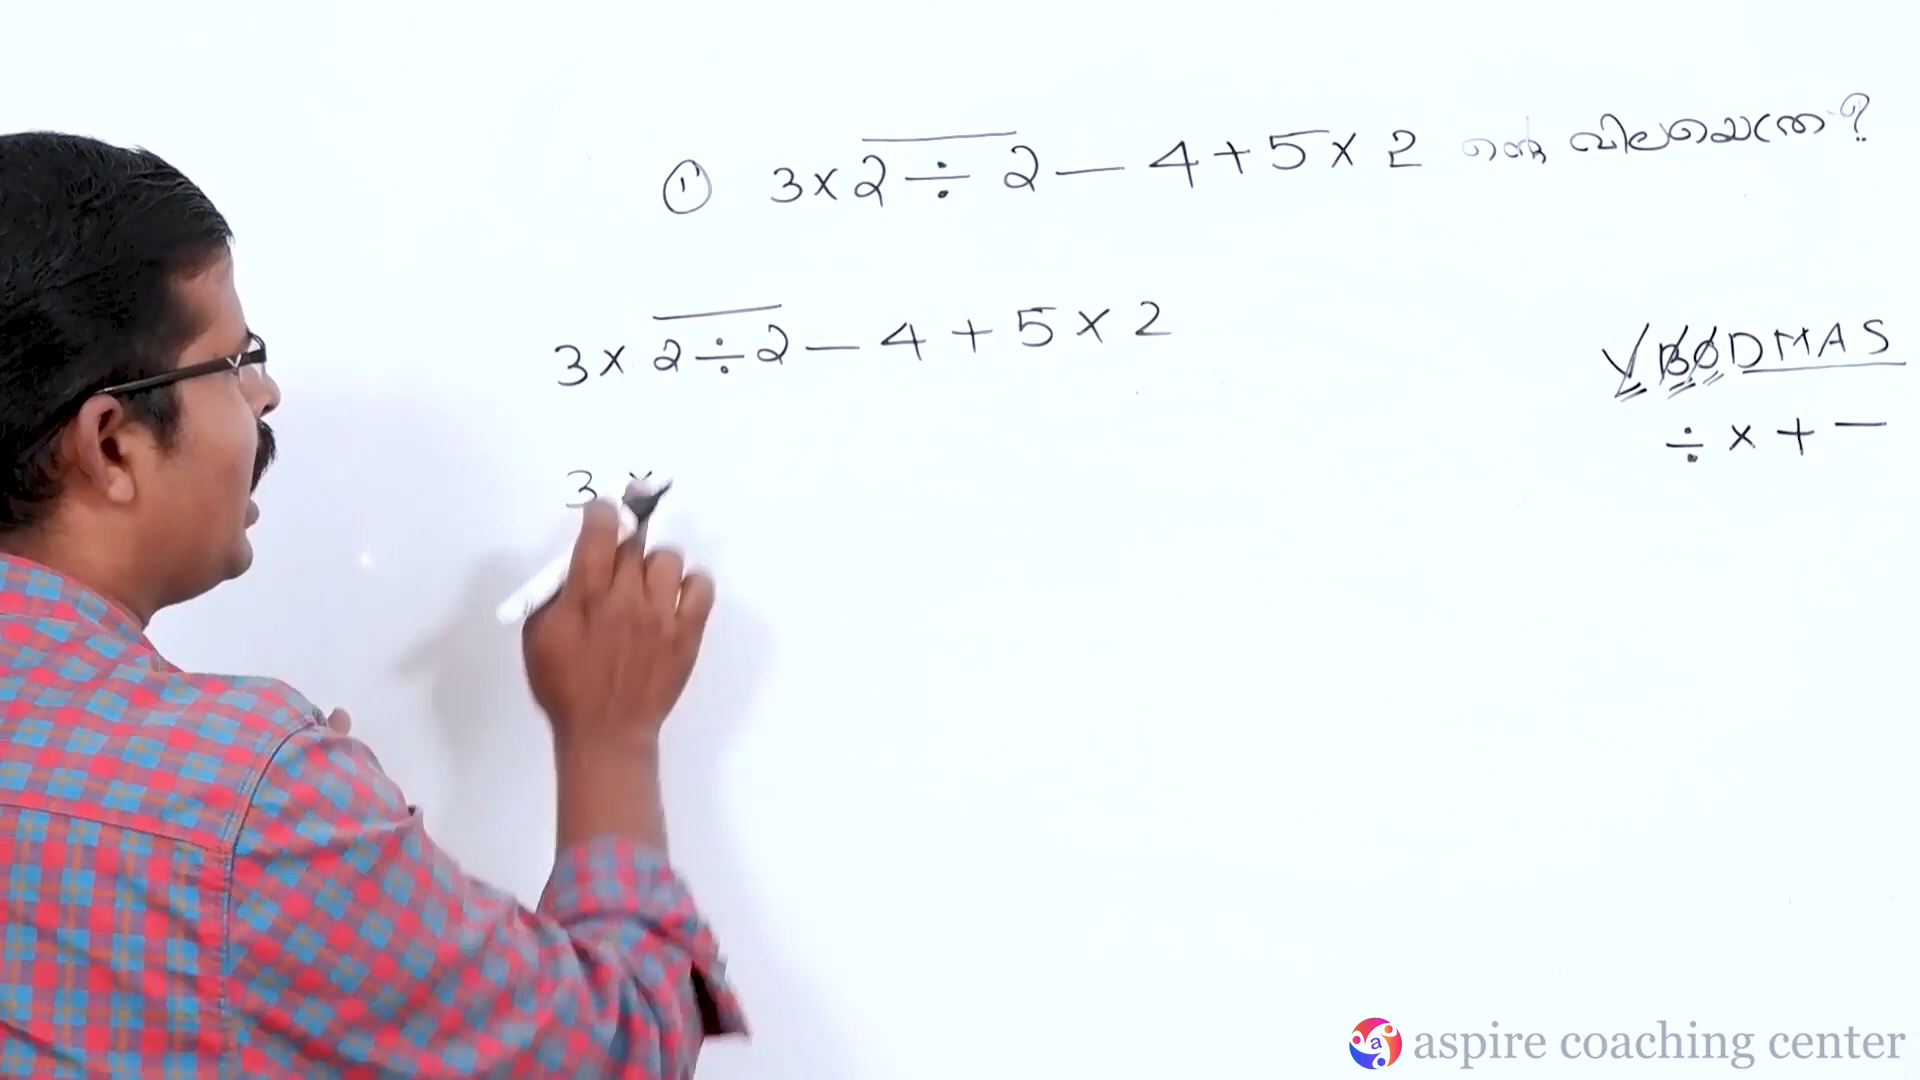 ① 3 × 2 ÷ 2 — 4 + 5 × 2 ന്റെ വിലയെത്ര?
3 × 2 ÷ 2 — 4 + 5 × 2
VBODMAS
÷ × + —
3 ×
aspire coaching center